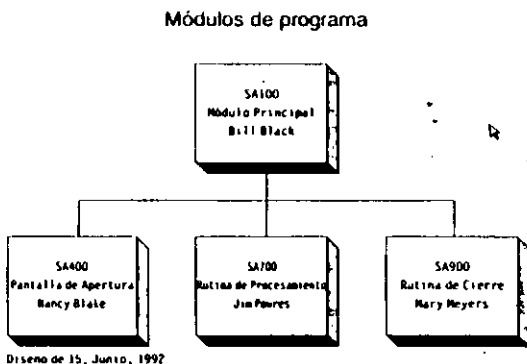 Módulos de programa
SA100
Módulo Principal
Bill Black
SA400
Pantalla de Apertura
Nancy Blake
SA700
Rutina de Procesamiento
Jim Powres
SA900
Rutina de Cierre
Mary Meyers
Diseno de 15, Junio, 1992